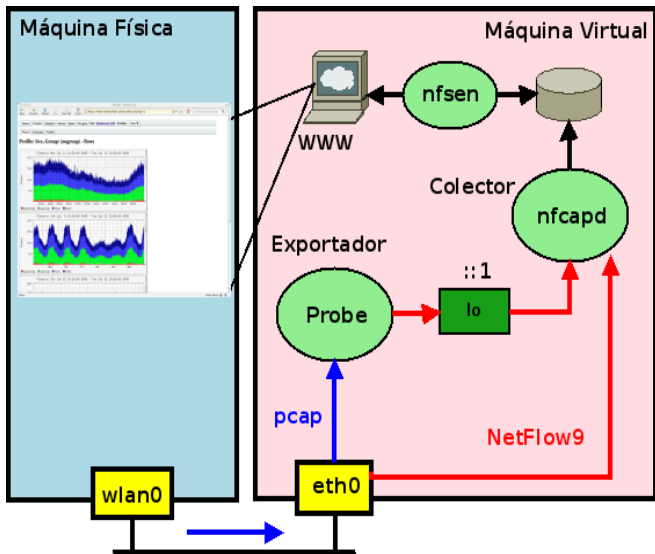 Máquina Física
Máquina Virtual
nfsen
WWW
Colector
nfcapd
Exportador
::1
Probe
lo
pcap
NetFlow9
wlan0
eth0